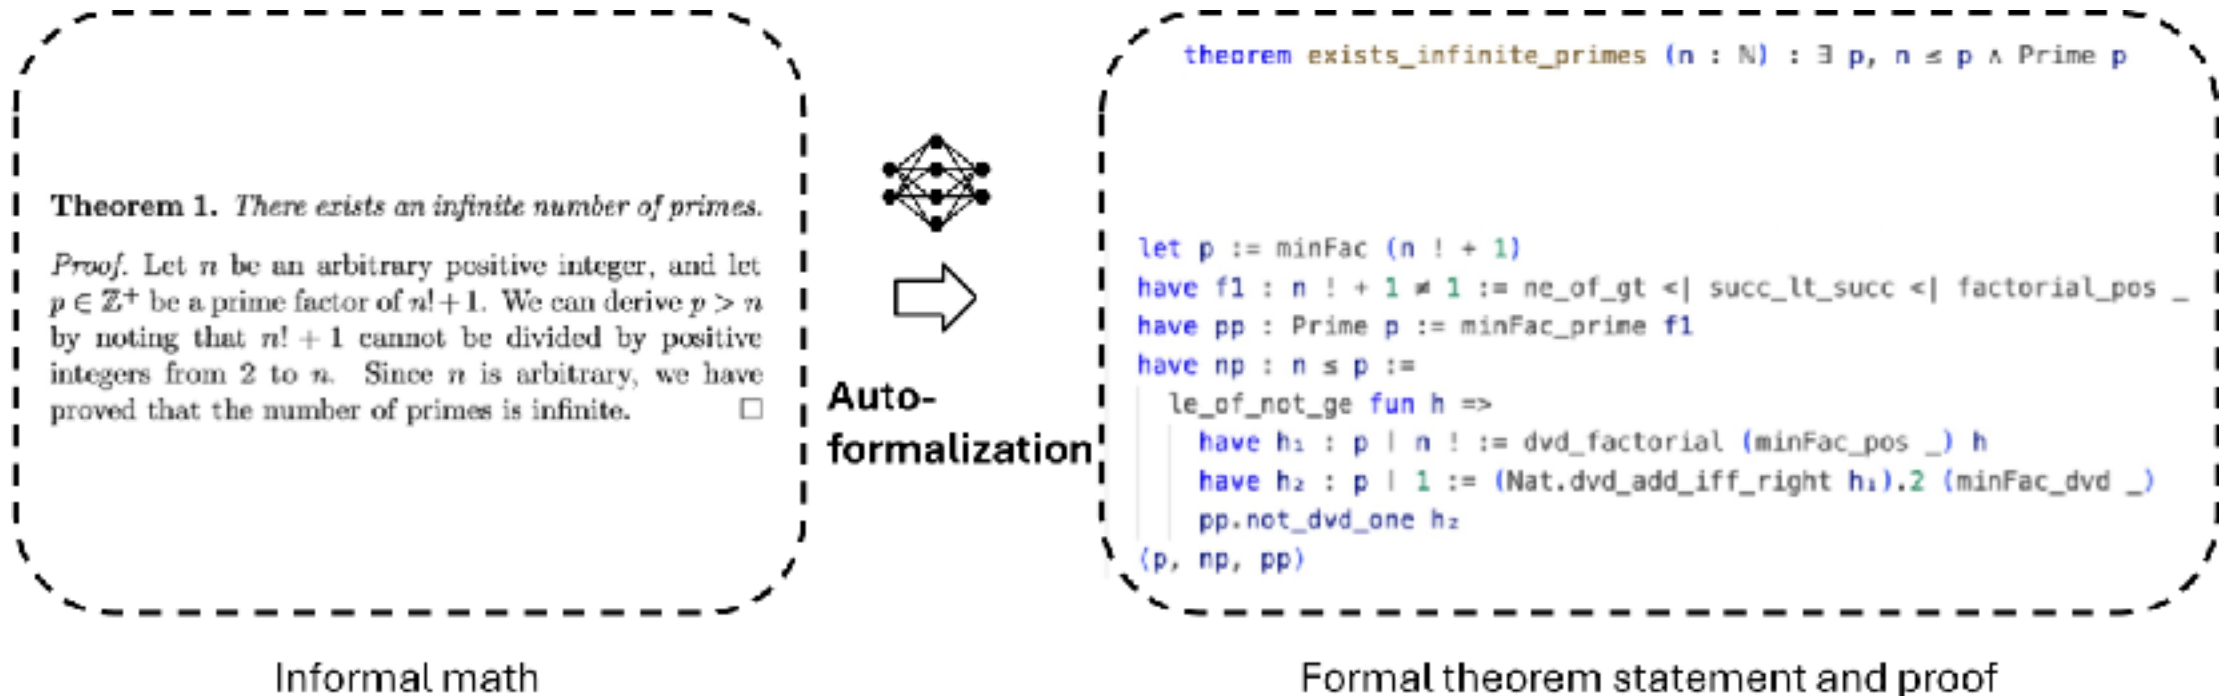 Theorem 1. There exists an infinite number of primes.
Proof. Let n be an arbitrary positive integer, and let
p ∈ ℤ⁺ be a prime factor of n!+1. We can derive p > n
by noting that n! + 1 cannot be divided by positive
integers from 2 to n. Since n is arbitrary, we have
proved that the number of primes is infinite. □
Informal math
Auto-
formalization
theorem exists_infinite_primes (n : ℕ) : ∃ p, n ≤ p ∧ Prime p
let p := minFac (n ! + 1)
have f1 : n ! + 1 ≠ 1 := ne_of_gt <| succ_lt_succ <| factorial_pos _
have pp : Prime p := minFac_prime f1
have np : n ≤ p :=
le_of_not_ge fun h =>
have h₁ : p ∣ n ! := dvd_factorial (minFac_pos _) h
have h₂ : p ∣ 1 := (Nat.dvd_add_iff_right h₁).2 (minFac_dvd _)
pp.not_dvd_one h₂
⟨p, np, pp⟩
Formal theorem statement and proof